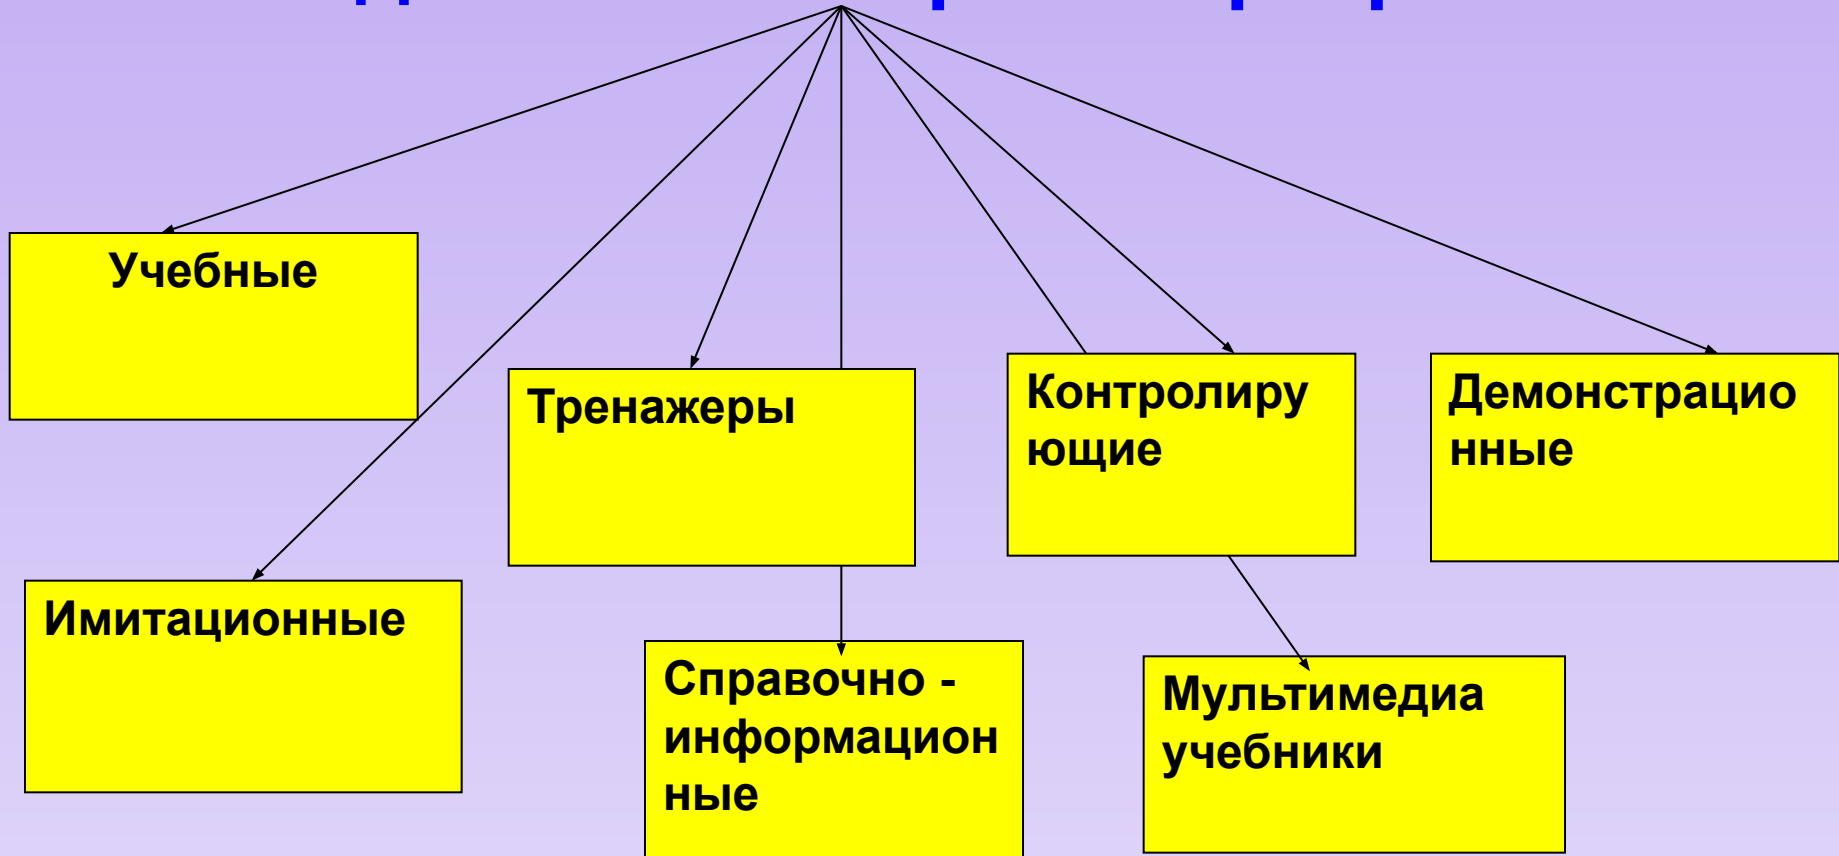 Учебные
Тренажеры
Контролиру
ющие
Демонстрацио
нные
Имитационные
Справочно -
информацион
ные
Мультимедиа
учебники